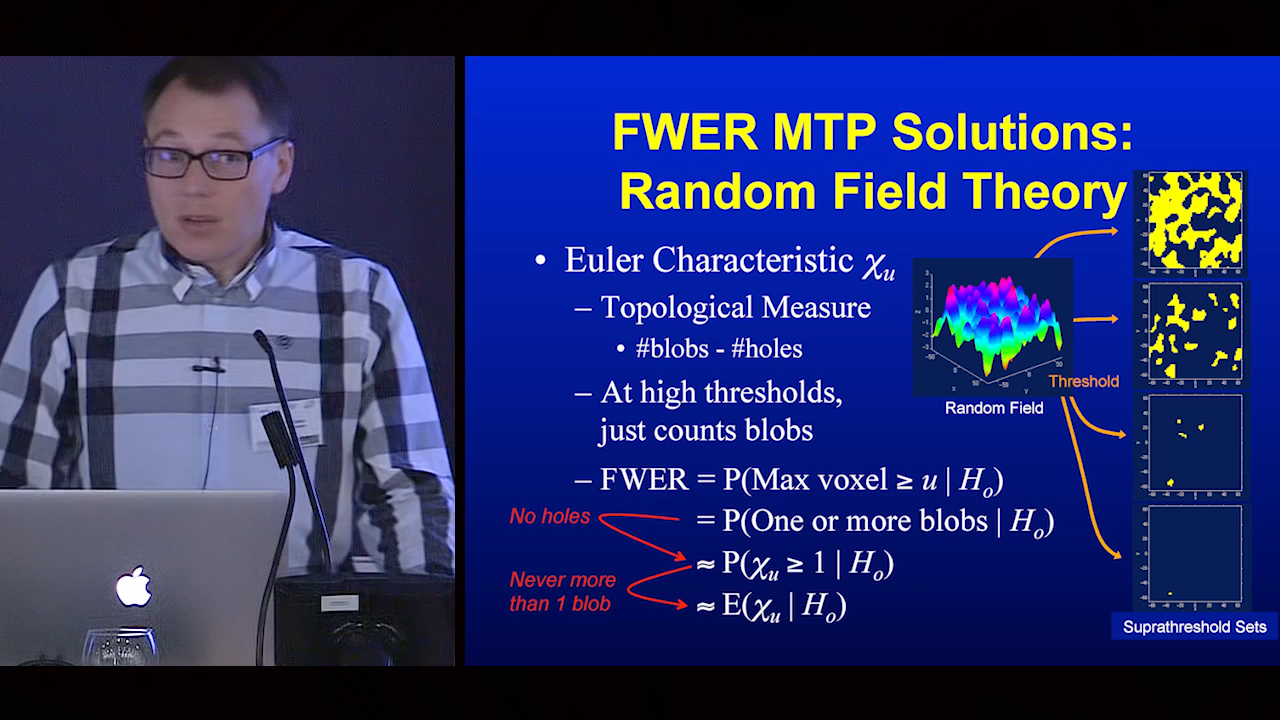 FWER MTP Solutions:
Random Field Theory
• Euler Characteristic χu
– Topological Measure
• #blobs - #holes
– At high thresholds,
just counts blobs
– FWER = P(Max voxel ≥ u | Ho)
= P(One or more blobs | Ho)
≈ P(χu ≥ 1 | Ho)
≈ E(χu | Ho)
No holes
Never more
than 1 blob
Threshold
Random Field
Suprathreshold Sets